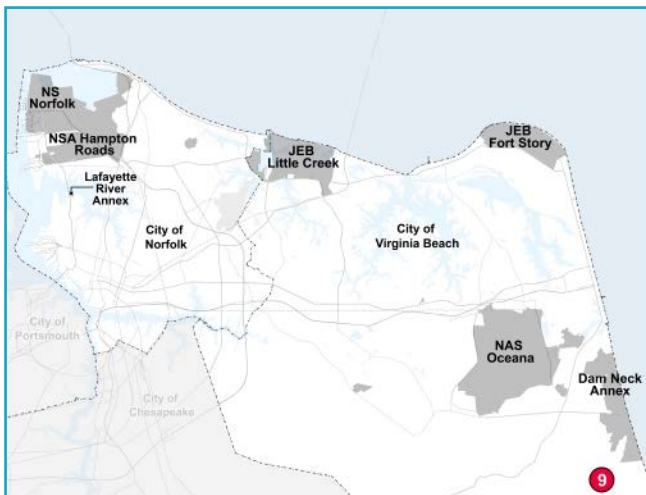 NS
Norfolk
NSA Hampton
Roads
Lafayette
River
Annex
City of
Norfolk
JEB
Little Creek
JEB
Fort Story
City of
Virginia Beach
City of
Portsmouth
City of
Chesapeake
NAS
Oceana
Dam Neck
Annex
9